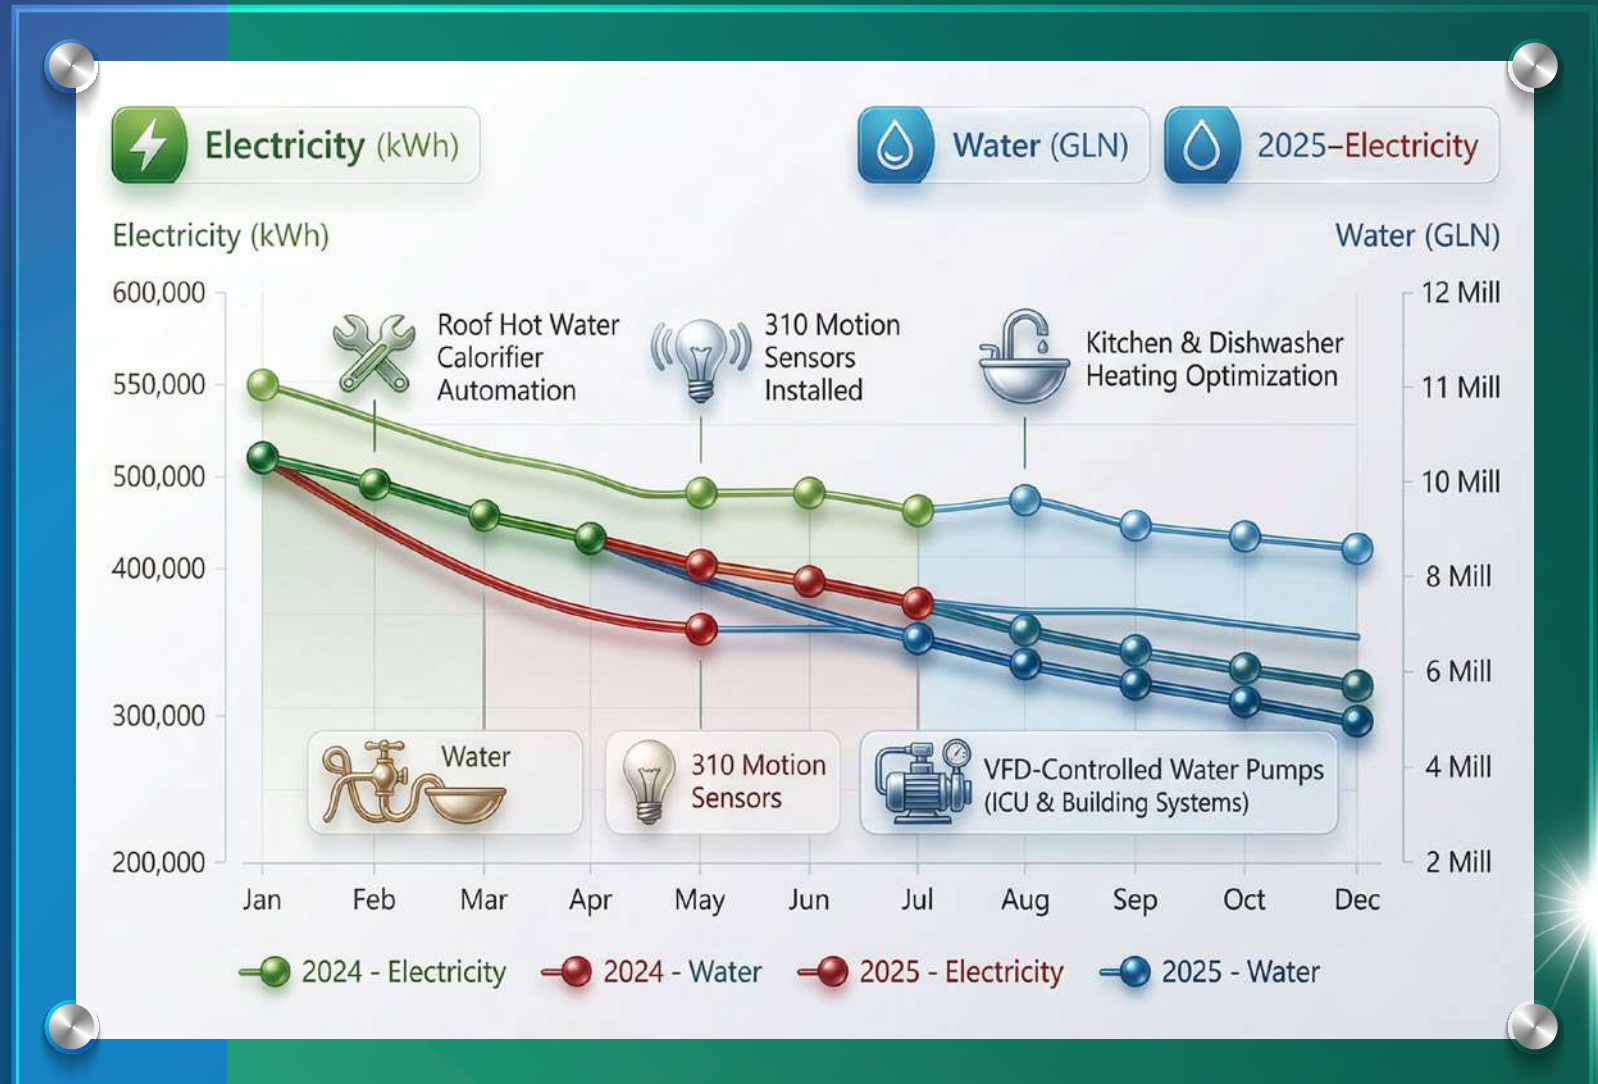 Electricity (kWh)
Water (GLN)
2025–Electricity
Electricity (kWh)
Water (GLN)
600,000
550,000
500,000
400,000
300,000
200,000
12 Mill
11 Mill
10 Mill
8 Mill
6 Mill
4 Mill
2 Mill
Roof Hot Water
Calorifier
Automation
310 Motion
Sensors
Installed
Kitchen & Dishwasher
Heating Optimization
Water
310 Motion
Sensors
VFD-Controlled Water Pumps
(ICU & Building Systems)
Jan Feb Mar Apr May Jun Jul Aug Sep Oct Dec
2024 - Electricity
2024 - Water
2025 - Electricity
2025 - Water